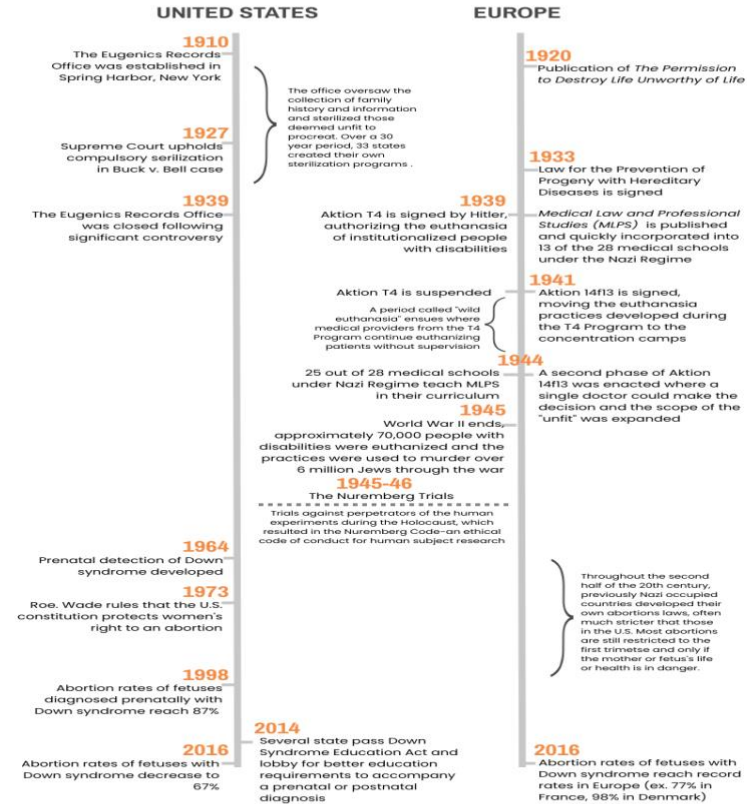 UNITED STATES
EUROPE
1910
The Eugenics Records
Office was established in
Spring Harbor, New York
The office oversaw the
collection of family
history and information
and sterilized those
deemed unfit to
procreat. Over a 30
year period, 33 states
created their own
sterilization programs .
1927
Supreme Court upholds
compulsory serilization
in Buck v. Bell case
1939
The Eugenics Records Office
was closed following
significant controversy
1920
Publication of The Permission
to Destroy Life Unworthy of Life
1933
Law for the Prevention of
Progeny with Hereditary
Diseases is signed
1939
Aktion T4 is signed by Hitler,
authorizing the euthanasia
of institutionalized people
with disabilities
Medical Law and Professional
Studies (MLPS) is published
and quickly incorporated into
13 of the 28 medical schools
under the Nazi Regime
1941
Aktion T4 is suspended
A period called "wild
euthanasia" ensues where
medical providers from the T4
Program continue euthanizing
patients without supervision
Aktion 14f13 is signed,
moving the euthanasia
practices developed during
the T4 Program to the
concentration camps
1944
25 out of 28 medical schools
under Nazi Regime teach MLPS
in their curriculum
A second phase of Aktion
14f13 was enacted where a
single doctor could make the
decision and the scope of the
"unfit" was expanded
1945
World War II ends,
approximately 70,000 people with
disabilities were euthanized and the
practices were used to murder over
6 million Jews through the war
1945-46
The Nuremberg Trials
Trials against perpetrators of the human
experiments during the Holocaust, which
resulted in the Nuremberg Code-an ethical
code of conduct for human subject research
1964
Prenatal detection of Down
syndrome developed
1973
Roe. Wade rules that the U.S.
constitution protects women's
right to an abortion
1998
Abortion rates of fetuses
diagnosed prenatally with
Down syndrome reach 87%
2014
Several state pass Down
Syndrome Education Act and
lobby for better education
requirements to accompany
a prenatal or postnatal
diagnosis
2016
Abortion rates of fetuses with
Down syndrome decrease to
67%
Throughout the second
half of the 20th century,
previously Nazi occupied
countries developed their
own abortions laws, often
much stricter that those
in the U.S. Most abortions
are still restricted to the
first trimetse and only if
the mother or fetus's life
or health is in danger.
2016
Abortion rates of fetuses with
Down syndrome reach record
rates in Europe (ex. 77% in
France, 98% in Denmark)